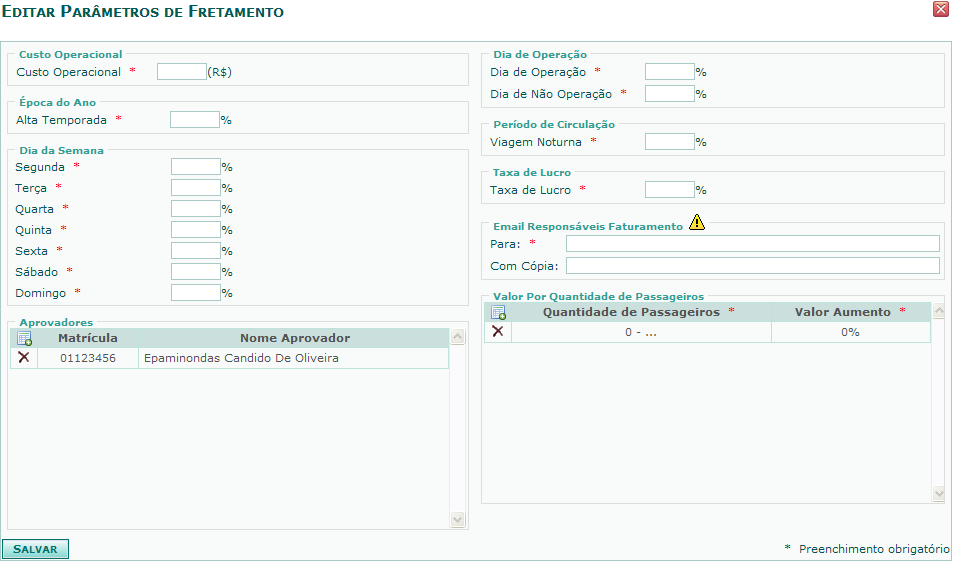 Editar Parâmetros de Fretamento
Custo Operacional
Custo Operacional * (R$)
Época do Ano
Alta Temporada * %
Dia da Semana
Segunda * %
Terça * %
Quarta * %
Quinta * %
Sexta * %
Sábado * %
Domingo * %
Aprovadores
Matrícula Nome Aprovador
01123456 Epaminondas Candido De Oliveira
Dia de Operação
Dia de Operação * %
Dia de Não Operação * %
Período de Circulação
Viagem Noturna * %
Taxa de Lucro
Taxa de Lucro * %
Email Responsáveis Faturamento
Para: *
Com Cópia:
Valor Por Quantidade de Passageiros
Quantidade de Passageiros * Valor Aumento *
0 - ... 0%
SALVAR
* Preenchimento obrigatório